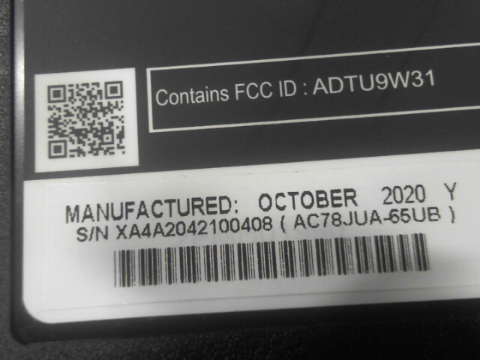 Contains FCC ID : ADTU9W31
MANUFACTURED: OCTOBER 2020 Y
S/N XA4A2042100408 ( AC78JUA-65UB )